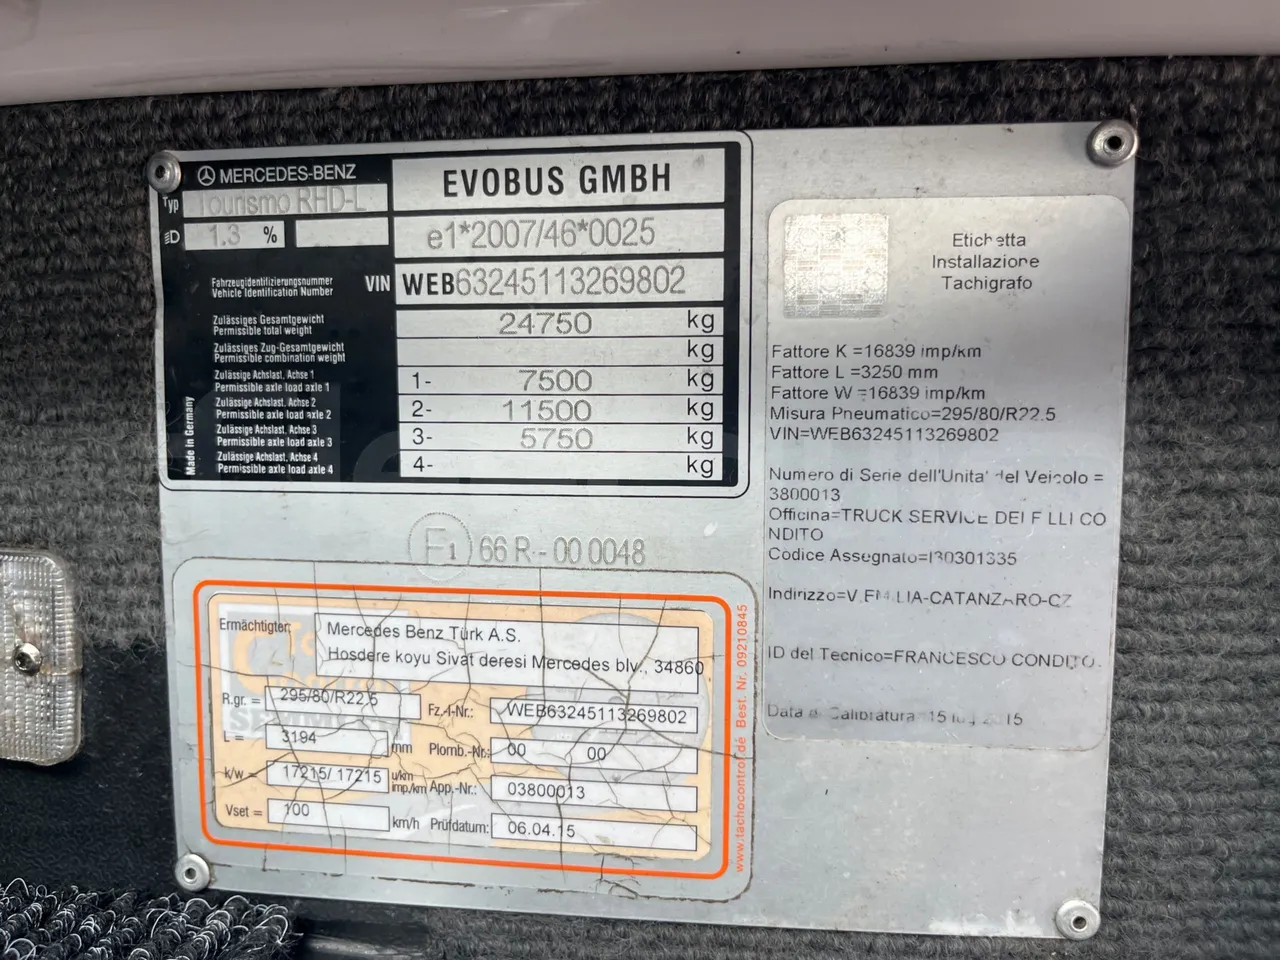 MERCEDES-BENZ
EVOBUS GMBH
Typ Tourismo RHD-L
e1*2007/46*0025
1.3 %
Fahrzeugidentifizierungsnummer
Vehicle Identification Number
VIN WEB63245113269802
Zulässiges Gesamtgewicht
Permissible total weight
24750 kg
Zulässiges Zug-Gesamtgewicht
Permissible combination weight
kg
Zulässige Achslast, Achse 1
Permissible axle load axle 1
1- 7500 kg
Zulässige Achslast, Achse 2
Permissible axle load axle 2
2- 11500 kg
Zulässige Achslast, Achse 3
Permissible axle load axle 3
3- 5750 kg
Zulässige Achslast, Achse 4
Permissible axle load axle 4
4- kg
Made in Germany
E1 66 R - 00 0048
Ermächtigter:
Mercedes Benz Türk A.S.
Hosdere koyu Sivat deresi Mercedes blv., 34860
R.gr. = 295/80/R22.5
Fz.-I-Nr.: WEB63245113269802
L = 3194 mm
Plomb.-Nr.: 00 00
k/w = 17215/ 17215 u/km imp/km
App.-Nr.: 03800013
Vset = 100 km/h
Prüfdatum: 06.04.15
www.tachocontrol.de Best. Nr. 09210845
Etichetta
Installazione
Tachigrafo
Fattore K =16839 imp/km
Fattore L =3250 mm
Fattore W =16839 imp/km
Misura Pneumatico=295/80/R22.5
VIN=WEB63245113269802
Numero di Serie dell'Unita' del Veicolo =
3800013
Officina=TRUCK SERVICE DEI F LLI CO
NDITO
Codice Assegnato=I30301335
Indirizzo=V.EMILIA-CATANZARO-CZ
ID del Tecnico=FRANCESCO CONDITO.
Data Calibratura 15